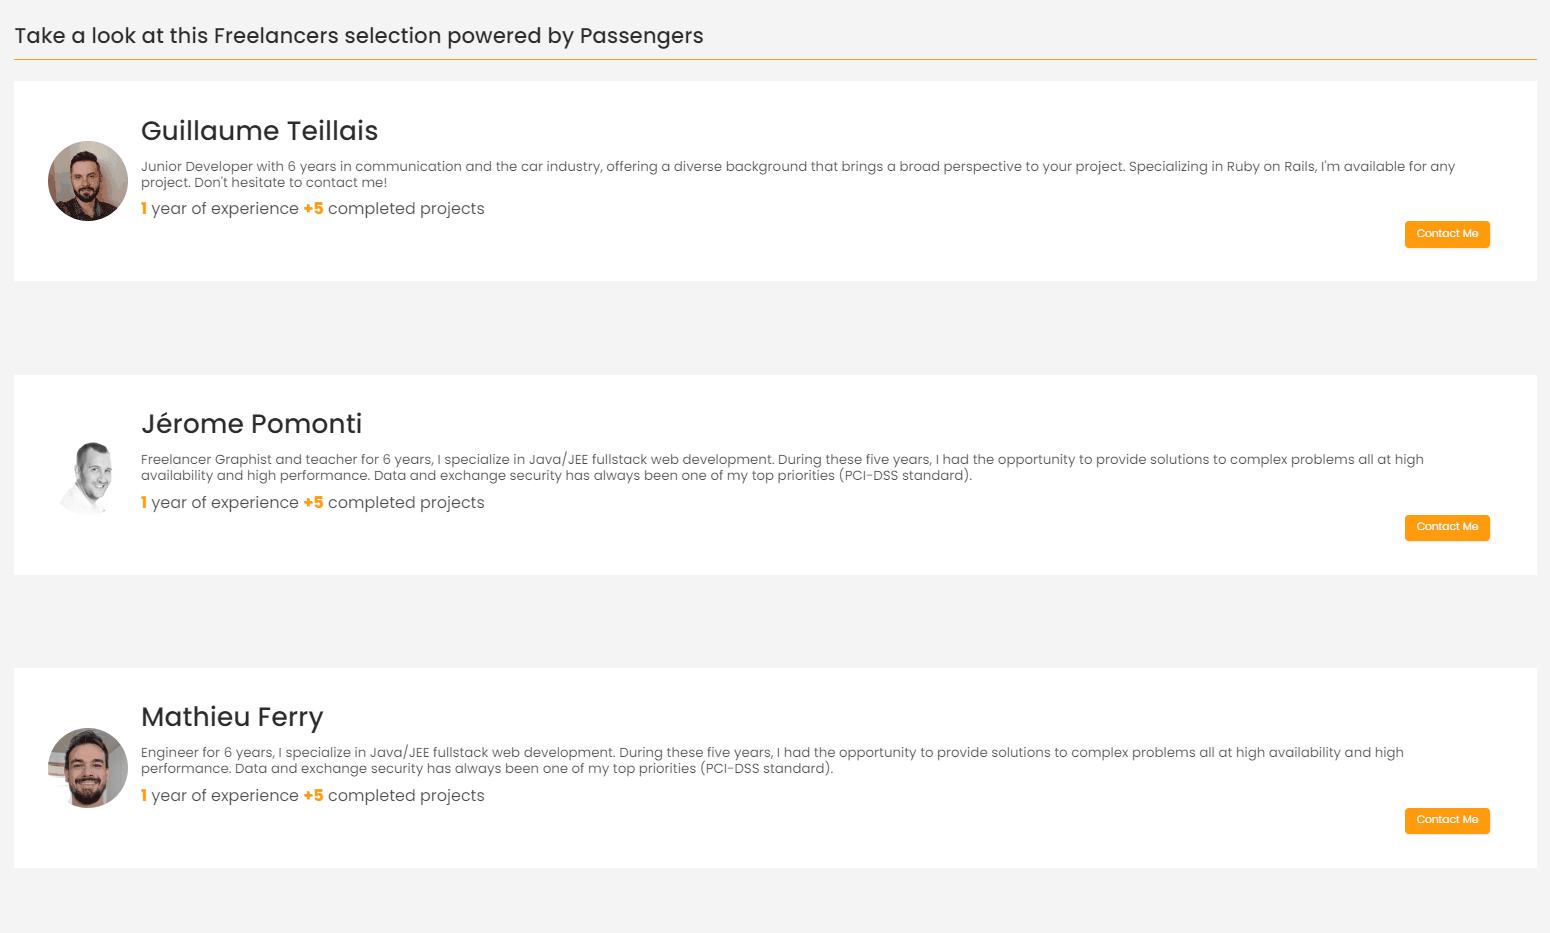 Take a look at this Freelancers selection powered by Passengers
Guillaume Teillais
Junior Developer with 6 years in communication and the car industry, offering a diverse background that brings a broad perspective to your project. Specializing in Ruby on Rails, I'm available for any
project. Don't hesitate to contact me!
1 year of experience +5 completed projects
Contact Me
Jérome Pomonti
Freelancer Graphist and teacher for 6 years, I specialize in Java/JEE fullstack web development. During these five years, I had the opportunity to provide solutions to complex problems all at high
availability and high performance. Data and exchange security has always been one of my top priorities (PCI-DSS standard).
1 year of experience +5 completed projects
Contact Me
Mathieu Ferry
Engineer for 6 years, I specialize in Java/JEE fullstack web development. During these five years, I had the opportunity to provide solutions to complex problems all at high availability and high
performance. Data and exchange security has always been one of my top priorities (PCI-DSS standard).
1 year of experience +5 completed projects
Contact Me